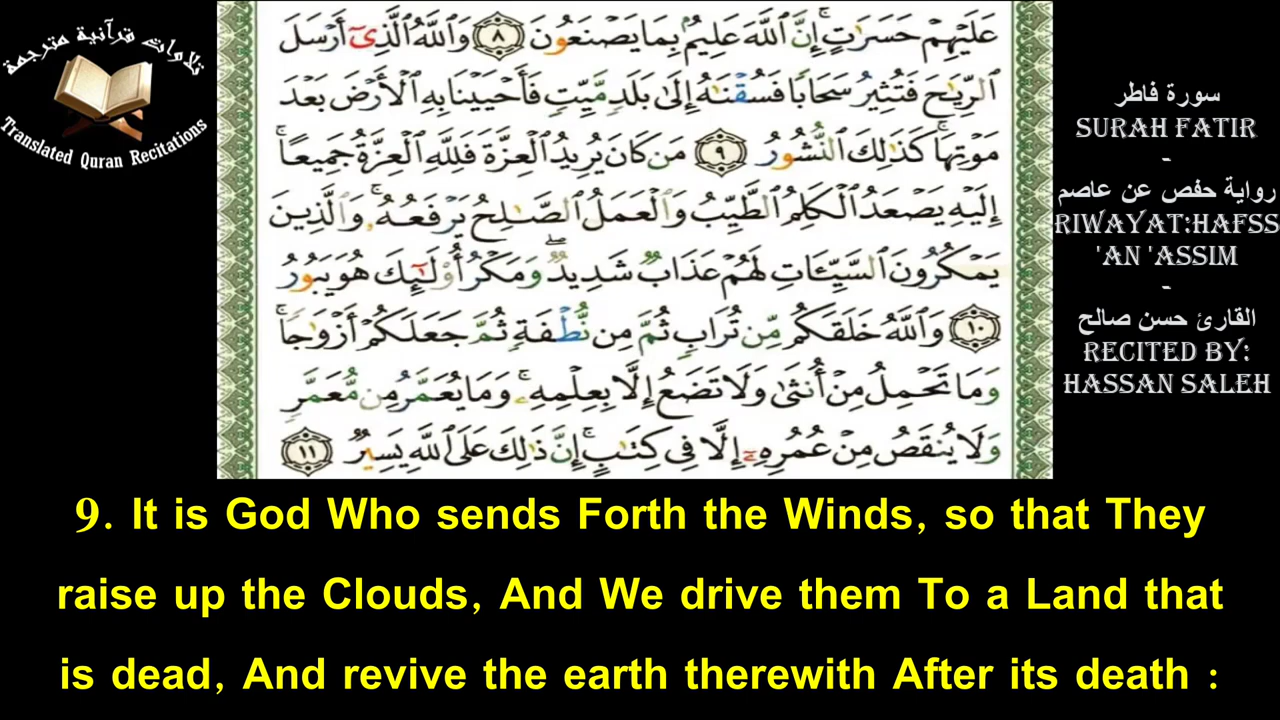 تلاوات قرآنية مترجمة
Translated Quran Recitations
عَلَيْهِمْ حَسَرَٰتٍ ۚ إِنَّ ٱللَّهَ عَلِيمٌۢ بِمَا يَصْنَعُونَ ٨ وَٱللَّهُ ٱلَّذِىٓ أَرْسَلَ
ٱلرِّيَٰحَ فَتُثِيرُ سَحَابًا فَسُقْنَٰهُ إِلَىٰ بَلَدٍ مَّيِّتٍ فَأَحْيَيْنَا بِهِ ٱلْأَرْضَ بَعْدَ
مَوْتِهَا ۚ كَذَٰلِكَ ٱلنُّشُورُ ٩ مَن كَانَ يُرِيدُ ٱلْعِزَّةَ فَلِلَّهِ ٱلْعِزَّةُ جَمِيعًا ۚ
إِلَيْهِ يَصْعَدُ ٱلْكَلِمُ ٱلطَّيِّبُ وَٱلْعَمَلُ ٱلصَّٰلِحُ يَرْفَعُهُۥ ۚ وَٱلَّذِينَ
يَمْكُرُونَ ٱلسَّيِّـَٔاتِ لَهُمْ عَذَابٌ شَدِيدٌ ۖ وَمَكْرُ أُو۟لَٰٓئِكَ هُوَ يَبُورُ
١٠ وَٱللَّهُ خَلَقَكُم مِّن تُرَابٍ ثُمَّ مِن نُّطْفَةٍ ثُمَّ جَعَلَكُمْ أَزْوَٰجًا ۚ
وَمَا تَحْمِلُ مِنْ أُنثَىٰ وَلَا تَضَعُ إِلَّا بِعِلْمِهِۦ ۚ وَمَا يُعَمَّرُ مِن مُّعَمَّرٍ
وَلَا يُنقَصُ مِنْ عُمُرِهِۦٓ إِلَّا فِى كِتَٰبٍ ۚ إِنَّ ذَٰلِكَ عَلَى ٱللَّهِ يَسِيرٌ ١١
سورة فاطر
SURAH FATIR
-
رواية حفص عن عاصم
RIWAYAT:HAFSS
'AN 'ASSIM
-
القارئ حسن صالح
RECITED BY:
HASSAN SALEH
9. It is God Who sends Forth the Winds, so that They
raise up the Clouds, And We drive them To a Land that
is dead, And revive the earth therewith After its death :